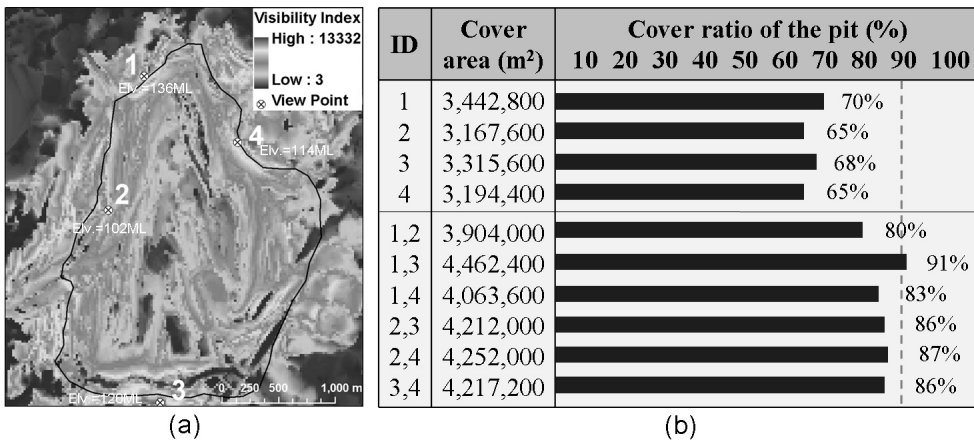 Visibility Index
High : 13332
Low : 3
View Point
1
Elv.=136ML
4
Elv.=114ML
2
Elv.=102ML
3
Elv.=120ML
0 250 500 1,000 m
(a)
ID Cover area (m²) Cover ratio of the pit (%)
10 20 30 40 50 60 70 80 90 100
1 3,442,800 70%
2 3,167,600 65%
3 3,315,600 68%
4 3,194,400 65%
1,2 3,904,000 80%
1,3 4,462,400 91%
1,4 4,063,600 83%
2,3 4,212,000 86%
2,4 4,252,000 87%
3,4 4,217,200 86%
(b)